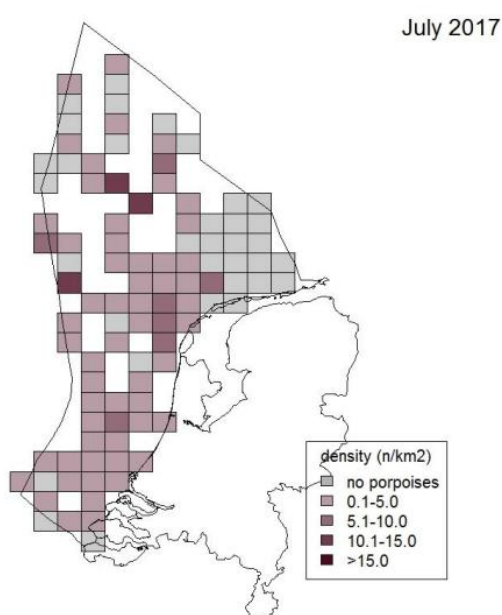 July 2017
density (n/km2)
no porpoises
0.1-5.0
5.1-10.0
10.1-15.0
>15.0